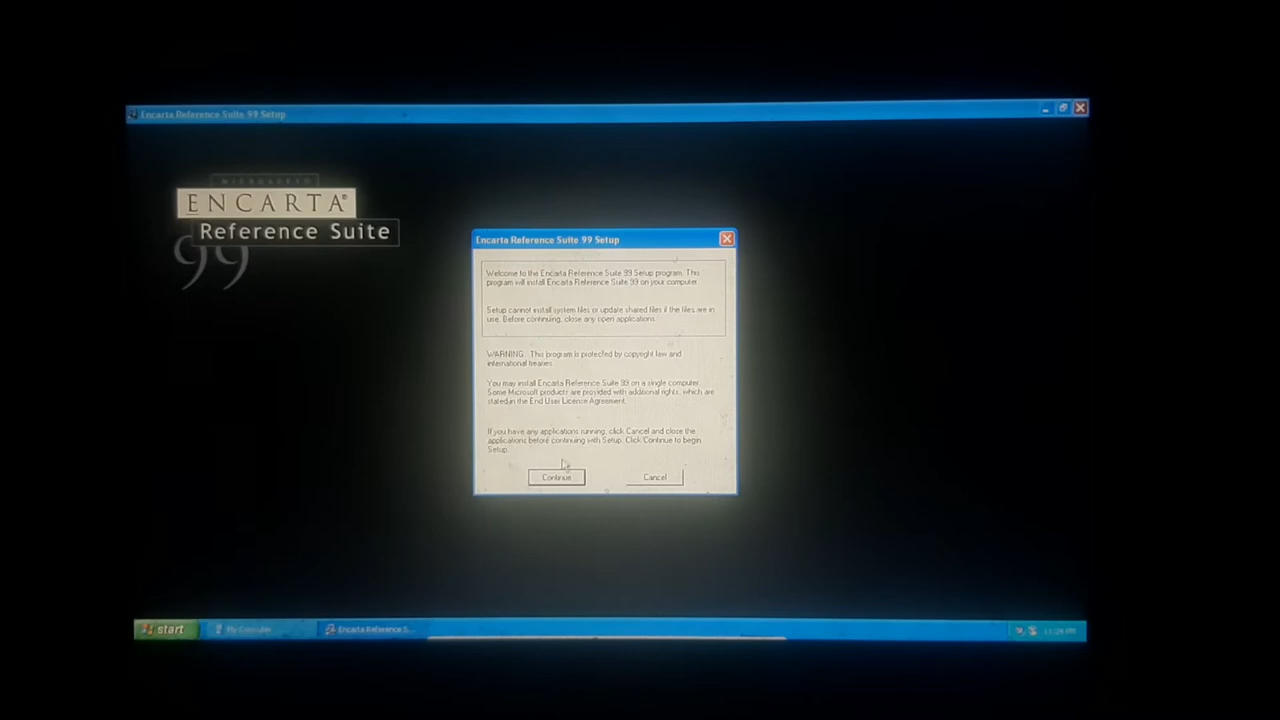 Encarta Reference Suite 99 Setup
MICROSOFT®
ENCARTA®
Reference Suite
99
Encarta Reference Suite 99 Setup
Welcome to the Encarta Reference Suite 99 Setup program. This
program will install Encarta Reference Suite 99 on your computer.
Setup cannot install system files or update shared files if the files are in
use. Before continuing, close any open applications.
WARNING: This program is protected by copyright law and
international treaties.
You may install Encarta Reference Suite 99 on a single computer.
Some Microsoft products are provided with additional rights, which are
stated in the End User License Agreement.
If you have any applications running, click Cancel and close the
applications before continuing with Setup. Click Continue to begin
Setup.
Continue
Cancel
start
My Computer
Encarta Reference S...